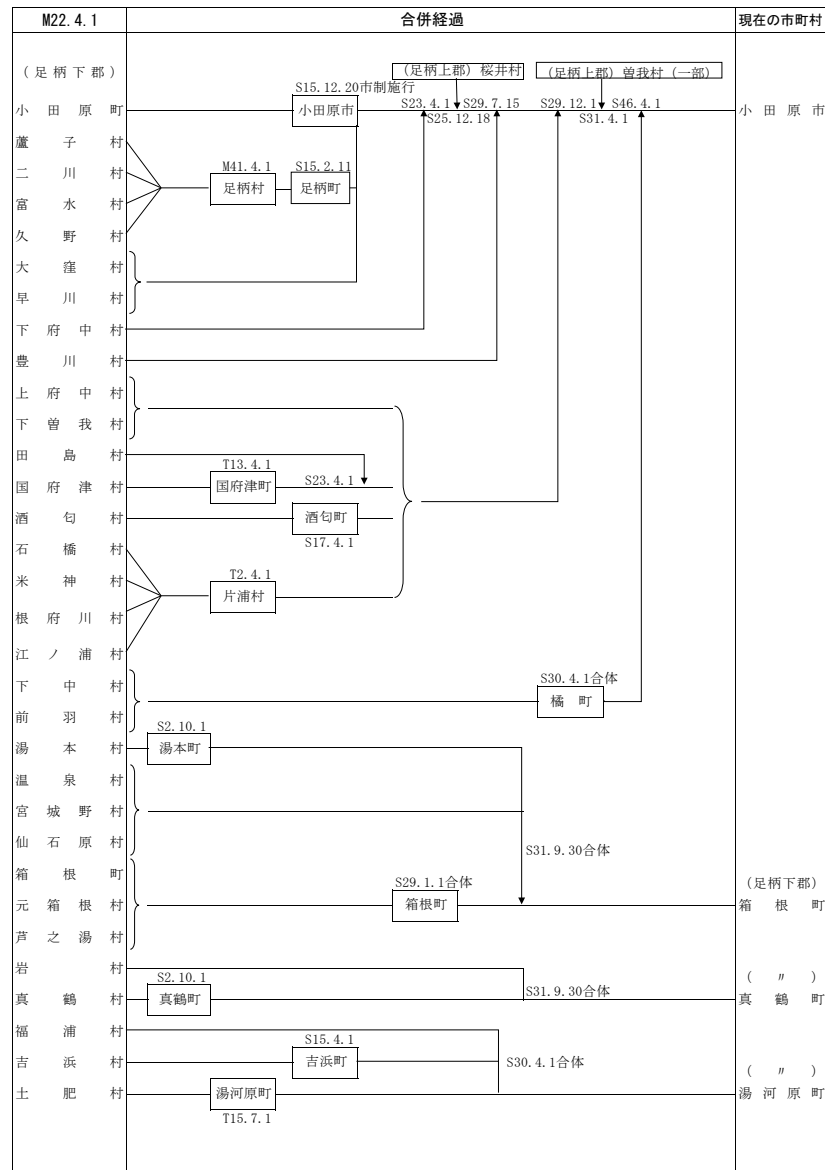 M22.4.1 合併経過 現在の市町村
(足柄上郡)桜井村 (足柄上郡)曽我村(一部)
(足柄下郡)
S15.12.20市制施行
小田原町 小田原市 S23.4.1 S29.7.15 S29.12.1 S46.4.1 小田原市
S25.12.18 S31.4.1
蘆子村
M41.4.1 S15.2.11
二川村
足柄村 足柄町
富水村
久野村
大窪村
早川村
下府中村
豊川村
上府中村
下曽我村
田島村
T13.4.1
国府津村 国府津町 S23.4.1
酒匂村 酒匂町
S17.4.1
石橋村
T2.4.1
米神村
片浦村
根府川村
江ノ浦村
S30.4.1合体
下中村
橘町
前羽村
S2.10.1
湯本村 湯本町
温泉村
宮城野村
仙石原村
S31.9.30合体
箱根町
S29.1.1合体 (足柄下郡)
元箱根村 箱根町 箱根町
芦之湯村
岩村
S2.10.1 ( 〃 )
S31.9.30合体
真鶴村 真鶴町 真鶴町
福浦村
S15.4.1
吉浜村 吉浜町 S30.4.1合体
( 〃 )
土肥村 湯河原町 湯河原町
T15.7.1